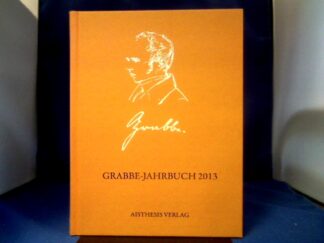 Grabbe.
GRABBE-JAHRBUCH 2013
AISTHESIS VERLAG